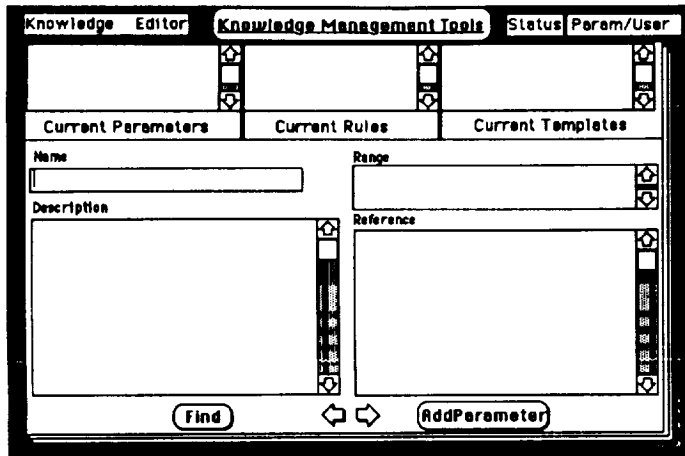 Knowledge Editor
Knowledge Management Tools
Status
Param/User
Current Parameters
Current Rules
Current Templates
Name
Range
Description
Reference
Find
AddParameter